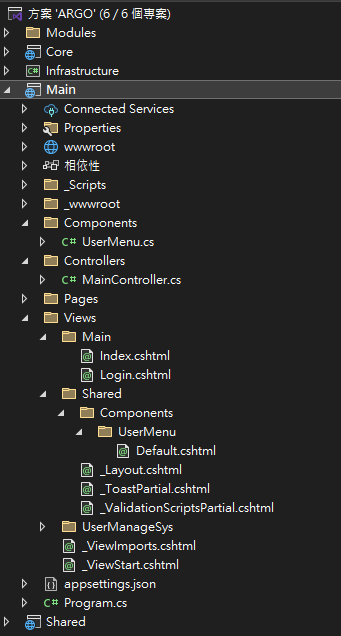 方案 'ARGO' (6 / 6 個專案)
Modules
Core
Infrastructure
Main
Connected Services
Properties
wwwroot
相依性
_Scripts
_wwwroot
Components
C# UserMenu.cs
Controllers
C# MainController.cs
Pages
Views
Main
Index.cshtml
Login.cshtml
Shared
Components
UserMenu
Default.cshtml
_Layout.cshtml
_ToastPartial.cshtml
_ValidationScriptsPartial.cshtml
UserManageSys
_ViewImports.cshtml
_ViewStart.cshtml
appsettings.json
C# Program.cs
Shared